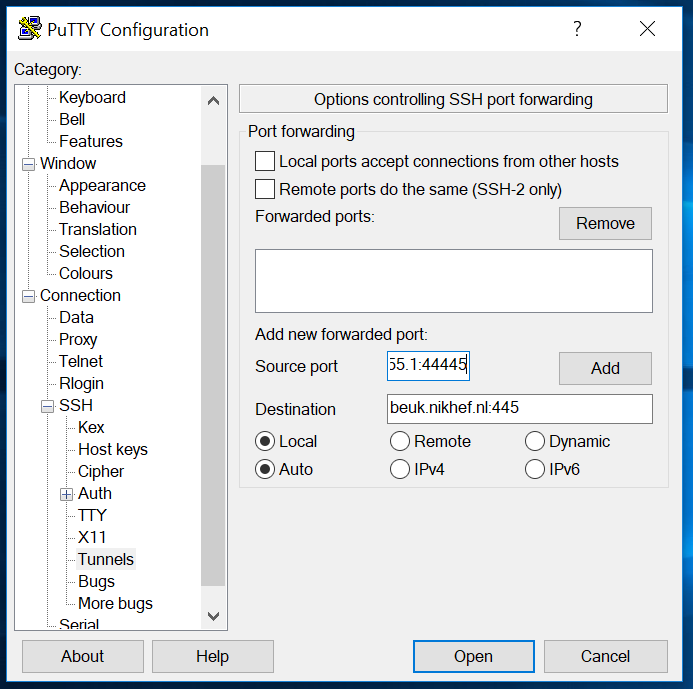 PuTTY Configuration
?
Category:
Keyboard
Bell
Features
Window
Appearance
Behaviour
Translation
Selection
Colours
Connection
Data
Proxy
Telnet
Rlogin
SSH
Kex
Host keys
Cipher
Auth
TTY
X11
Tunnels
Bugs
More bugs
Serial
Options controlling SSH port forwarding
Port forwarding
Local ports accept connections from other hosts
Remote ports do the same (SSH-2 only)
Forwarded ports:
Remove
Add new forwarded port:
Source port 55.1:44445 Add
Destination beuk.nikhef.nl:445
Local Remote Dynamic
Auto IPv4 IPv6
About Help Open Cancel